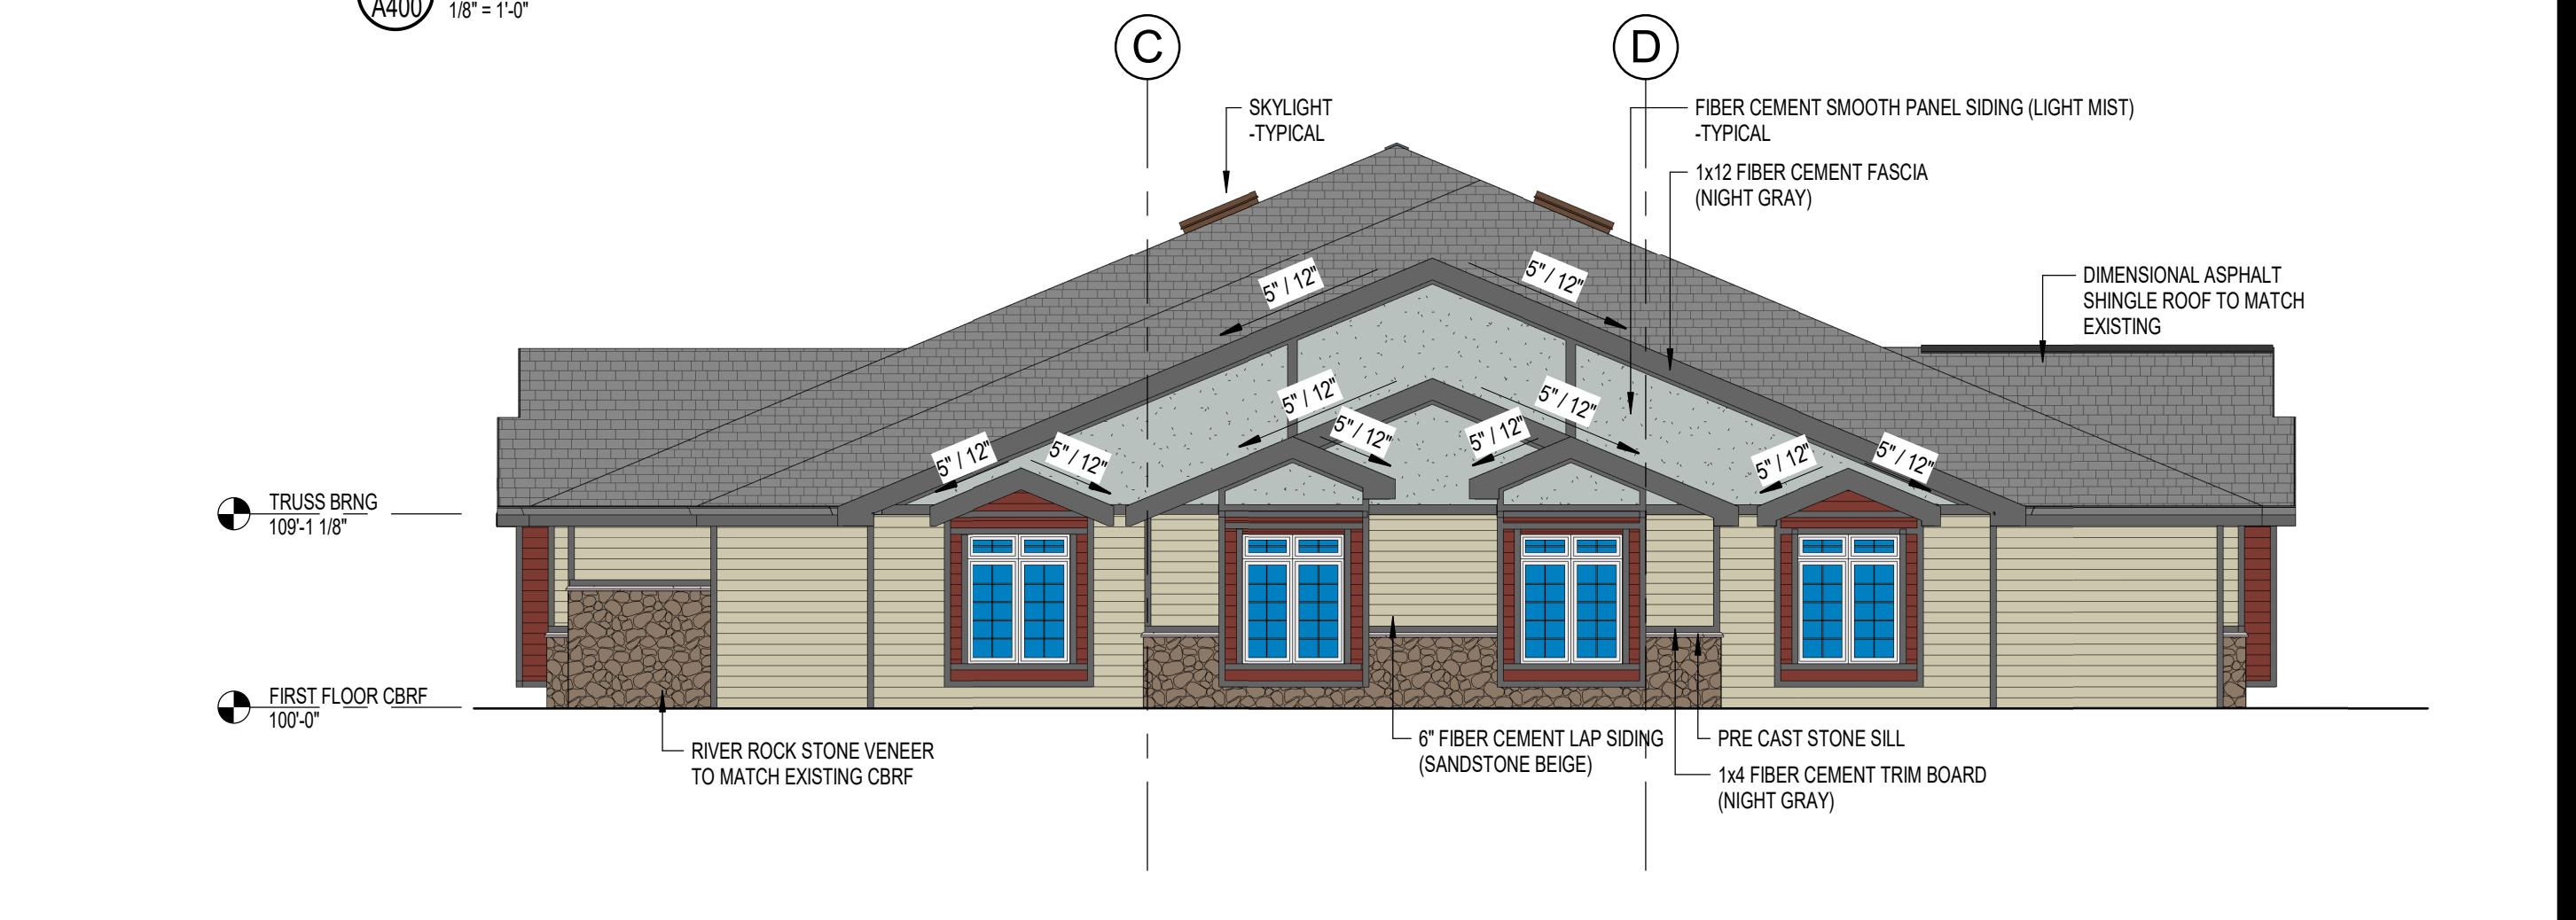 A400
1/8" = 1'-0"
C
D
SKYLIGHT
-TYPICAL
FIBER CEMENT SMOOTH PANEL SIDING (LIGHT MIST)
-TYPICAL
1x12 FIBER CEMENT FASCIA
(NIGHT GRAY)
DIMENSIONAL ASPHALT
SHINGLE ROOF TO MATCH
EXISTING
5" / 12"
5" / 12"
5" / 12"
5" / 12"
5" / 12"
5" / 12"
5" / 12"
5" / 12"
5" / 12"
5" / 12"
TRUSS BRNG
109'-1 1/8"
FIRST FLOOR CBRF
100'-0"
RIVER ROCK STONE VENEER
TO MATCH EXISTING CBRF
6" FIBER CEMENT LAP SIDING
(SANDSTONE BEIGE)
PRE CAST STONE SILL
1x4 FIBER CEMENT TRIM BOARD
(NIGHT GRAY)